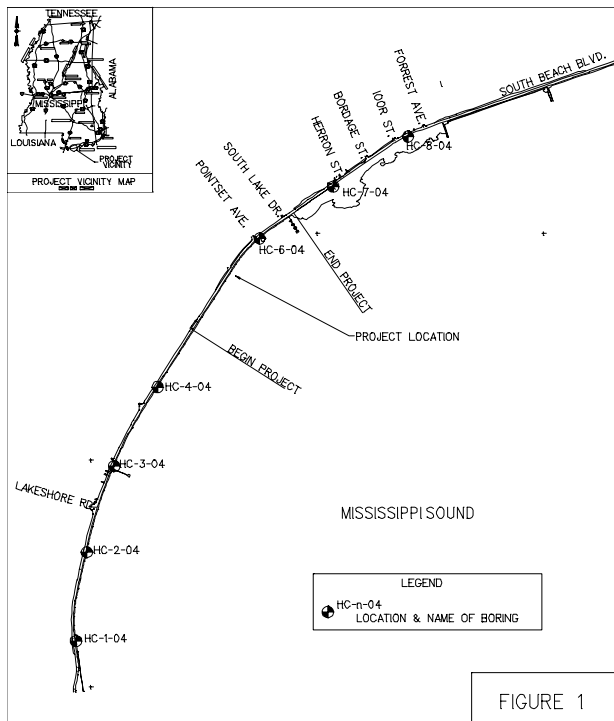 TENNESSEE
ALABAMA
MISSISSIPPI
LOUISIANA
PROJECT
VICINITY
PROJECT VICINITY MAP
SOUTH BEACH BLVD.
FORREST AVE.
100R ST.
BORDAGE ST.
HERRON ST.
SOUTH LAKE DR.
POINTSET AVE.
HC-8-04
HC-7-04
HC-6-04
END PROJECT
PROJECT LOCATION
BEGIN PROJECT
HC-4-04
HC-3-04
LAKESHORE RD.
MISSISSIPPI SOUND
HC-2-04
LEGEND
HC-n-04
LOCATION & NAME OF BORING
HC-1-04
FIGURE 1